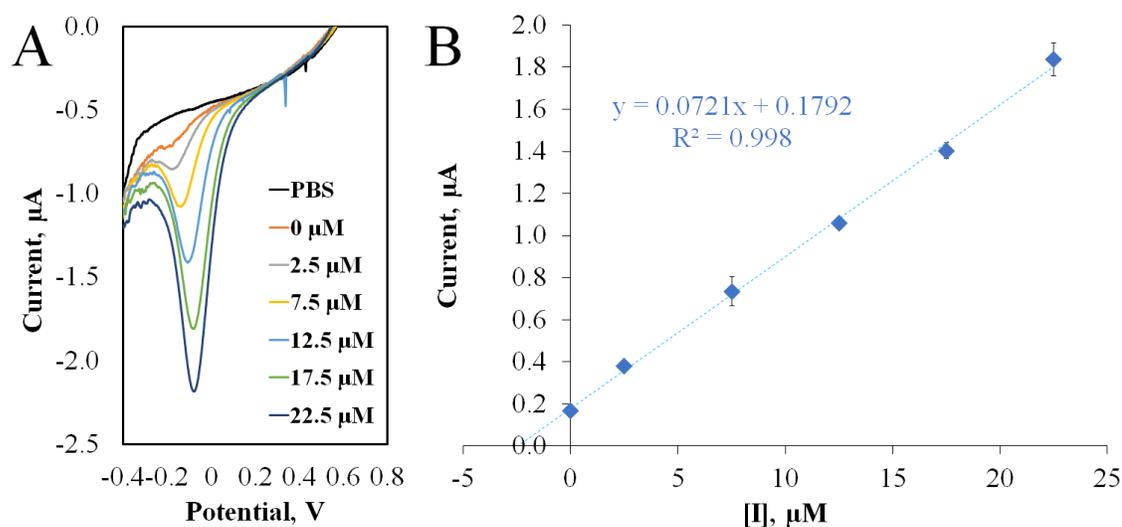 A
0.0
-0.5
-1.0
-1.5
-2.0
-2.5
Current, µA
PBS
0 µM
2.5 µM
7.5 µM
12.5 µM
17.5 µM
22.5 µM
-0.4 -0.2 0 0.2 0.4 0.6 0.8
Potential, V
B
2.0
1.8
1.6
1.4
1.2
1.0
0.8
0.6
0.4
0.2
0.0
Current, µA
y = 0.0721x + 0.1792
R² = 0.998
-5 0 5 10 15 20 25
[I], µM